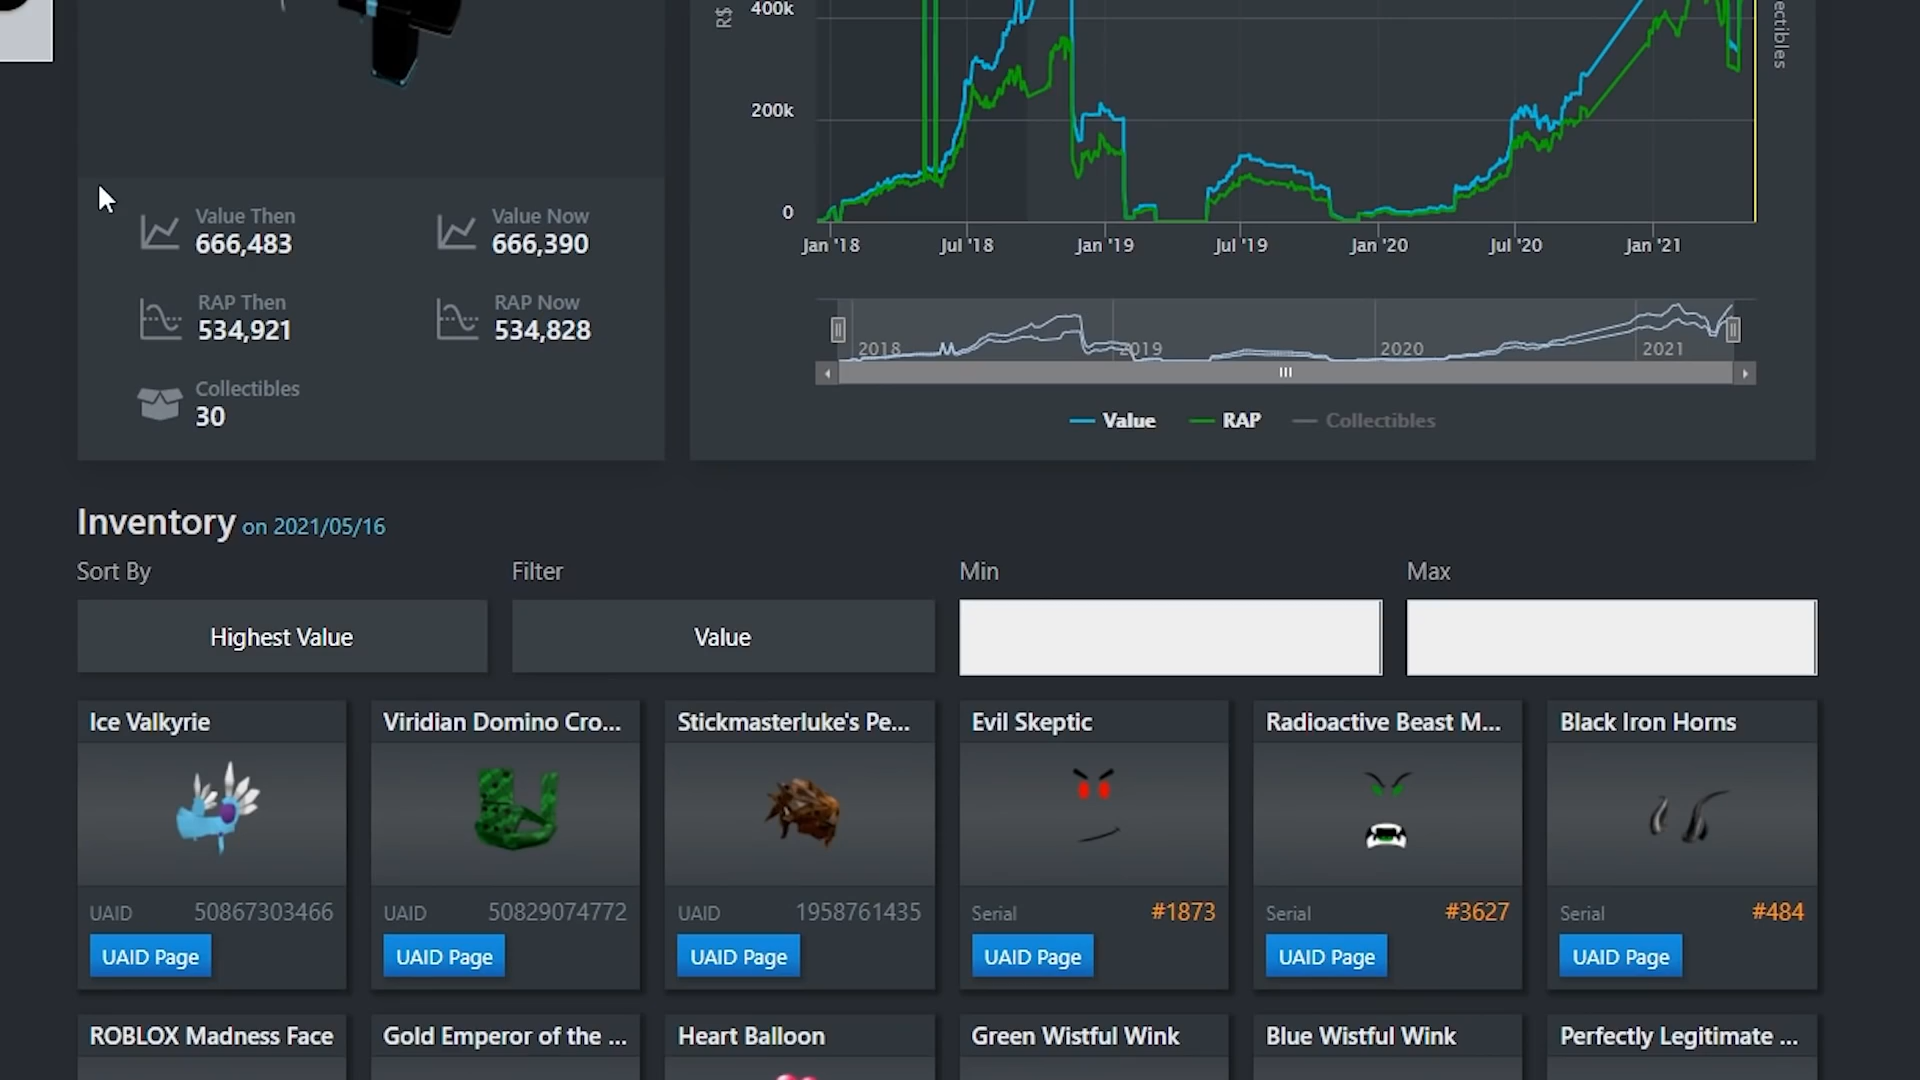 R$
400k
200k
0
Jan '18
Jul '18
Jan '19
Jul '19
Jan '20
Jul '20
Jan '21
2018
2019
2020
2021
Value
RAP
Collectibles
Value Then
666,483
Value Now
666,390
RAP Then
534,921
RAP Now
534,828
Collectibles
30
Inventory on 2021/05/16
Sort By
Filter
Min
Max
Highest Value
Value
Ice Valkyrie
Viridian Domino Cro...
Stickmasterluke's Pe...
Evil Skeptic
Radioactive Beast M...
Black Iron Horns
UAID 50867303466
UAID 50829074772
UAID 1958761435
Serial #1873
Serial #3627
Serial #484
UAID Page
UAID Page
UAID Page
UAID Page
UAID Page
UAID Page
ROBLOX Madness Face
Gold Emperor of the ...
Heart Balloon
Green Wistful Wink
Blue Wistful Wink
Perfectly Legitimate ...